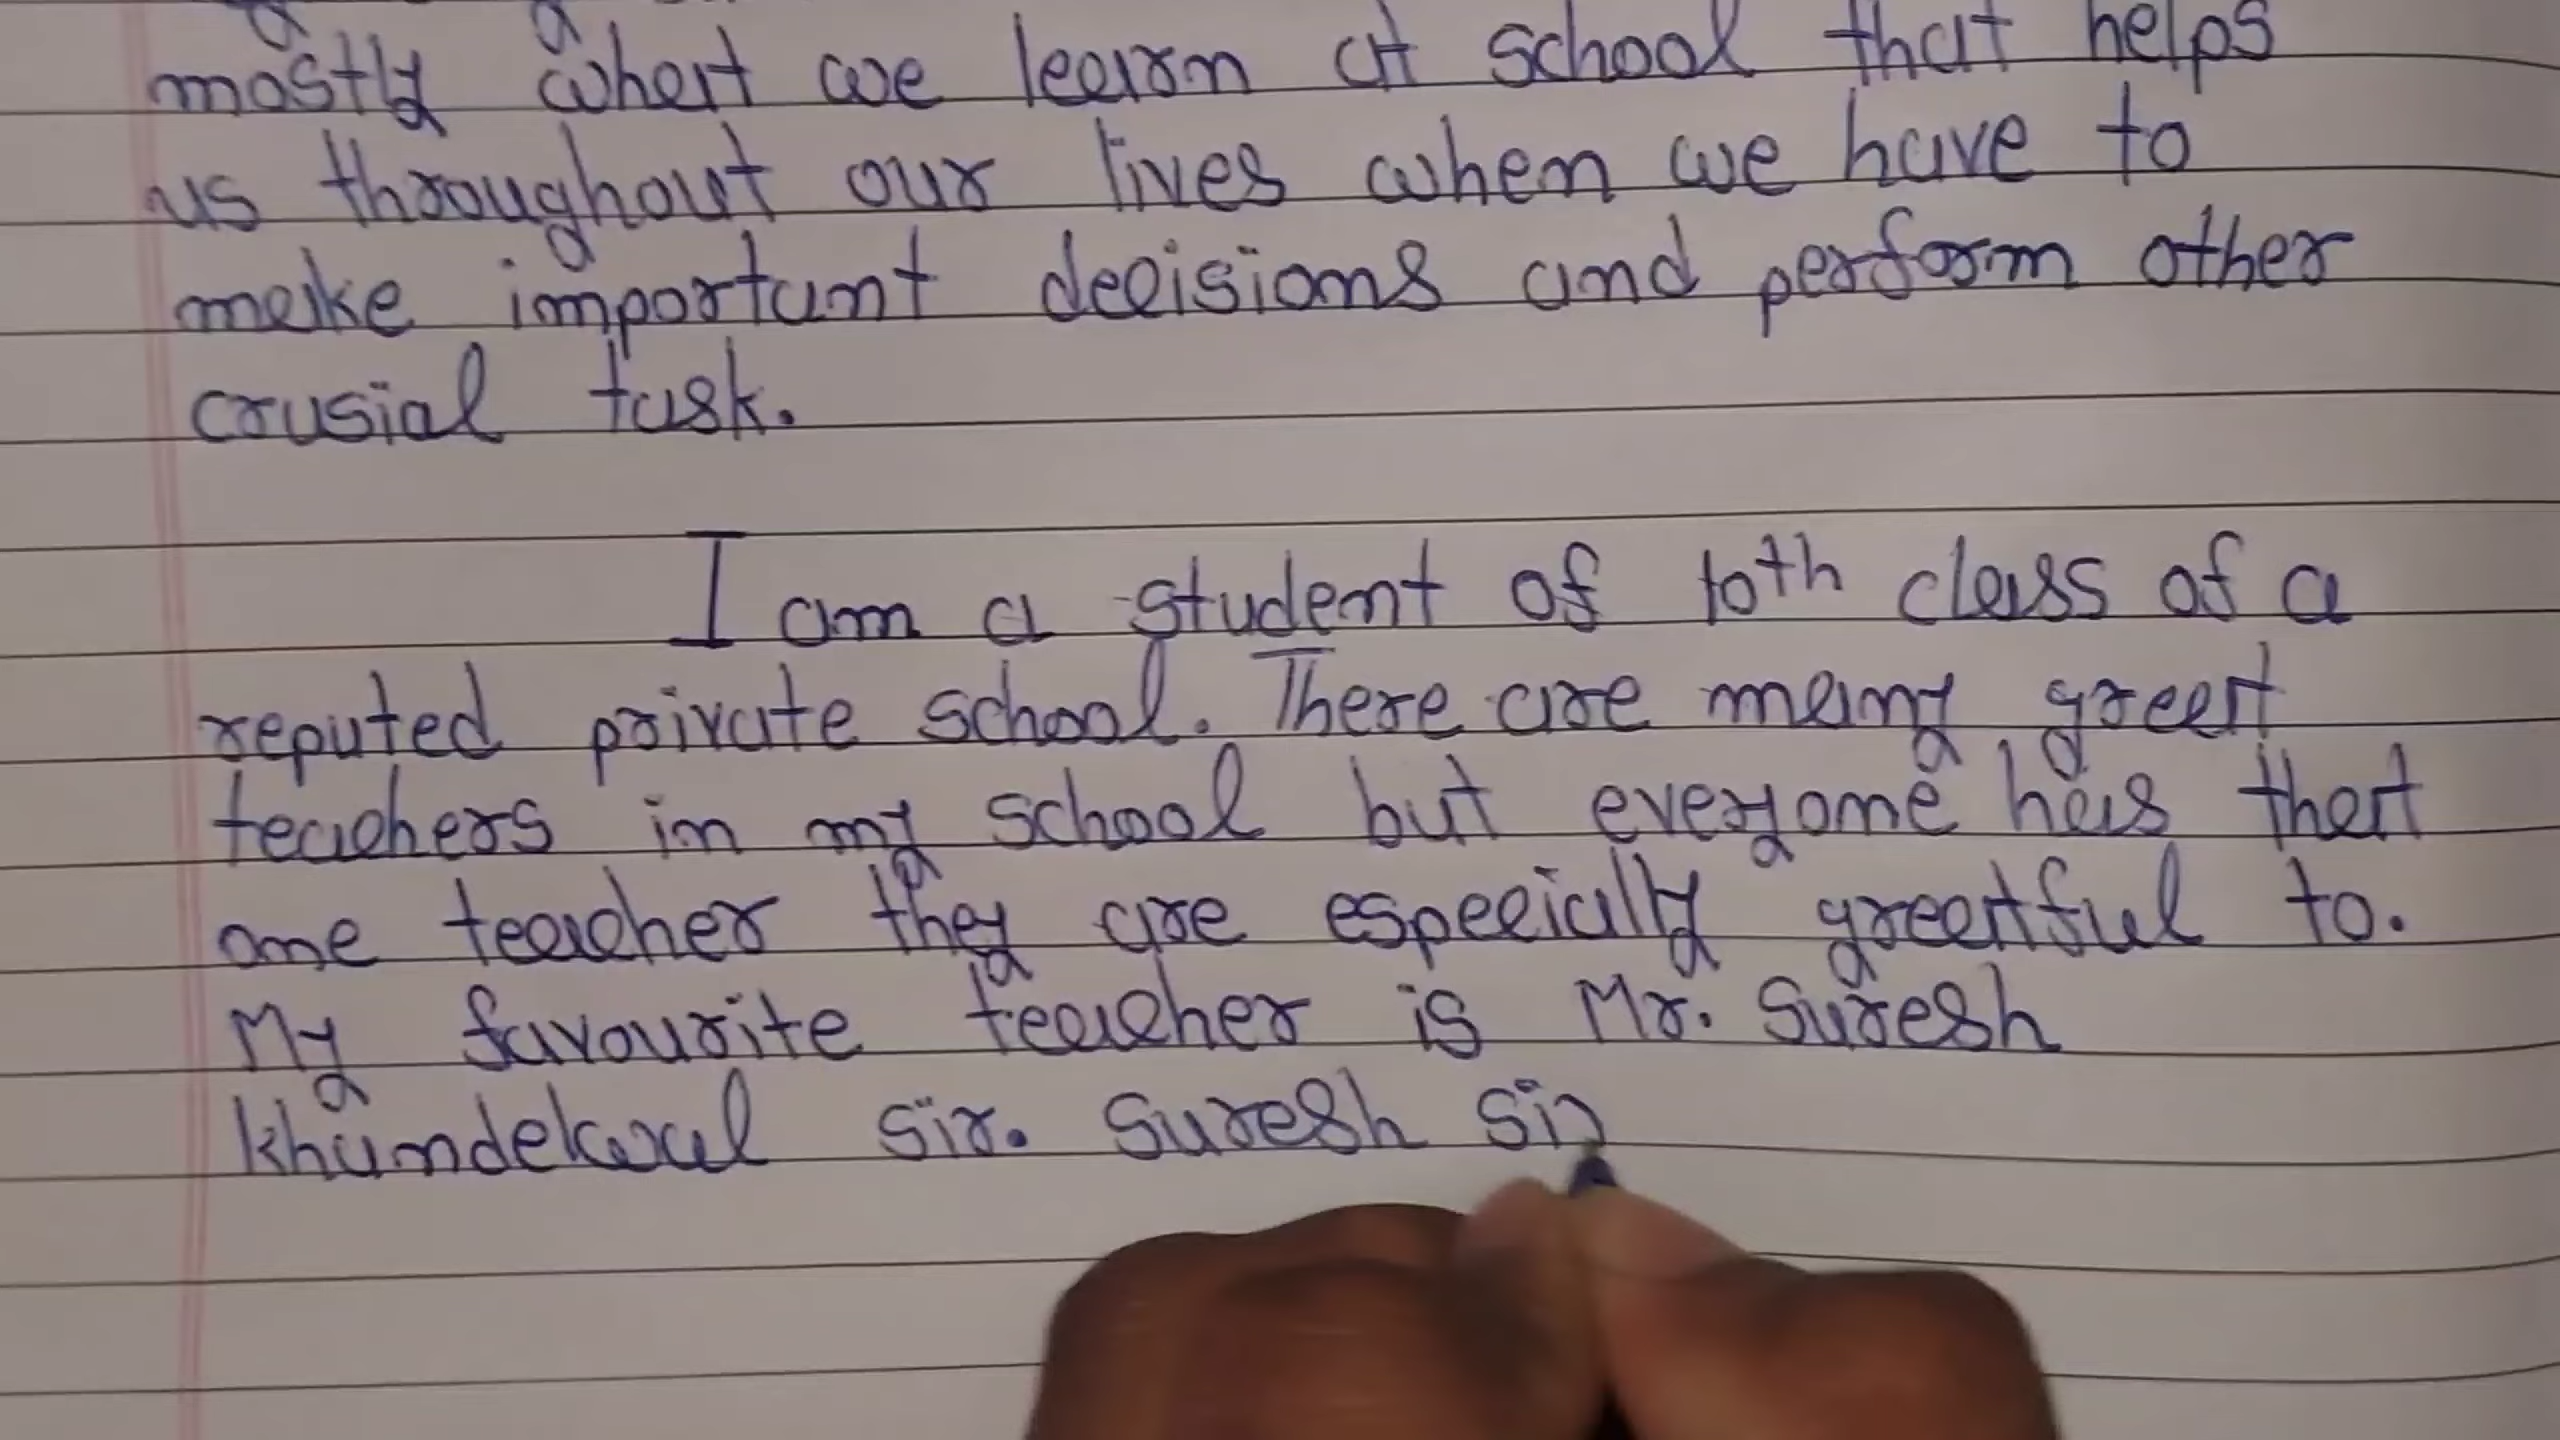 mostly what we learn at school that helps
us throughout our lives when we have to
make important decisions and perform other
crusial task.
I am a student of 10th class of a
reputed private school. There are many great
teachers in my school but everyone has that
one teacher they are especially greatful to.
My favourite teacher is Mr. Suresh
khandelwal sir. Suresh sir